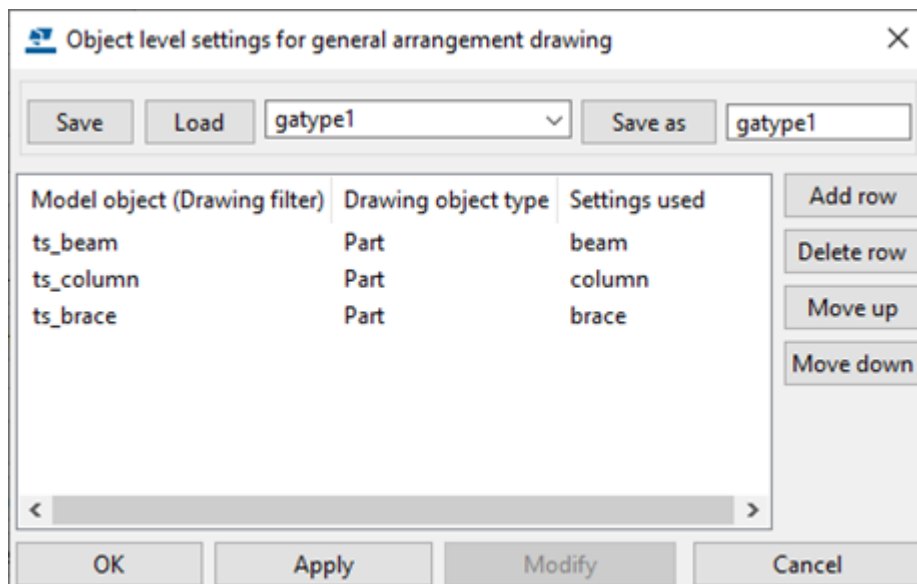 Object level settings for general arrangement drawing
Save Load gatype1 Save as gatype1
Model object (Drawing filter) Drawing object type Settings used
ts_beam Part beam
ts_column Part column
ts_brace Part brace
Add row
Delete row
Move up
Move down
OK Apply Modify Cancel